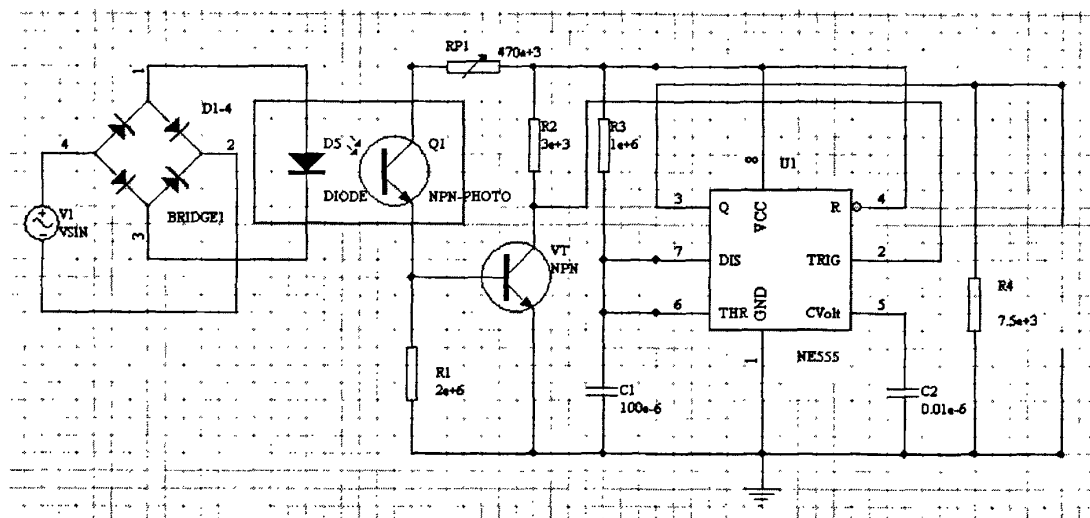 RP1
470e+3
1
D1-4
4
2
BRIDGE1
3
V1
VSIN
D5
DIODE
Q1
NPN-PHOTO
R2
3e+3
R3
1e+6
8
U1
3
Q
VCC
R
4
7
DIS
TRIG
2
6
THR
GND
CVolt
5
1
NE555
VT
NPN
R1
2e+6
C1
100e-6
C2
0.01e-6
R4
7.5e+3